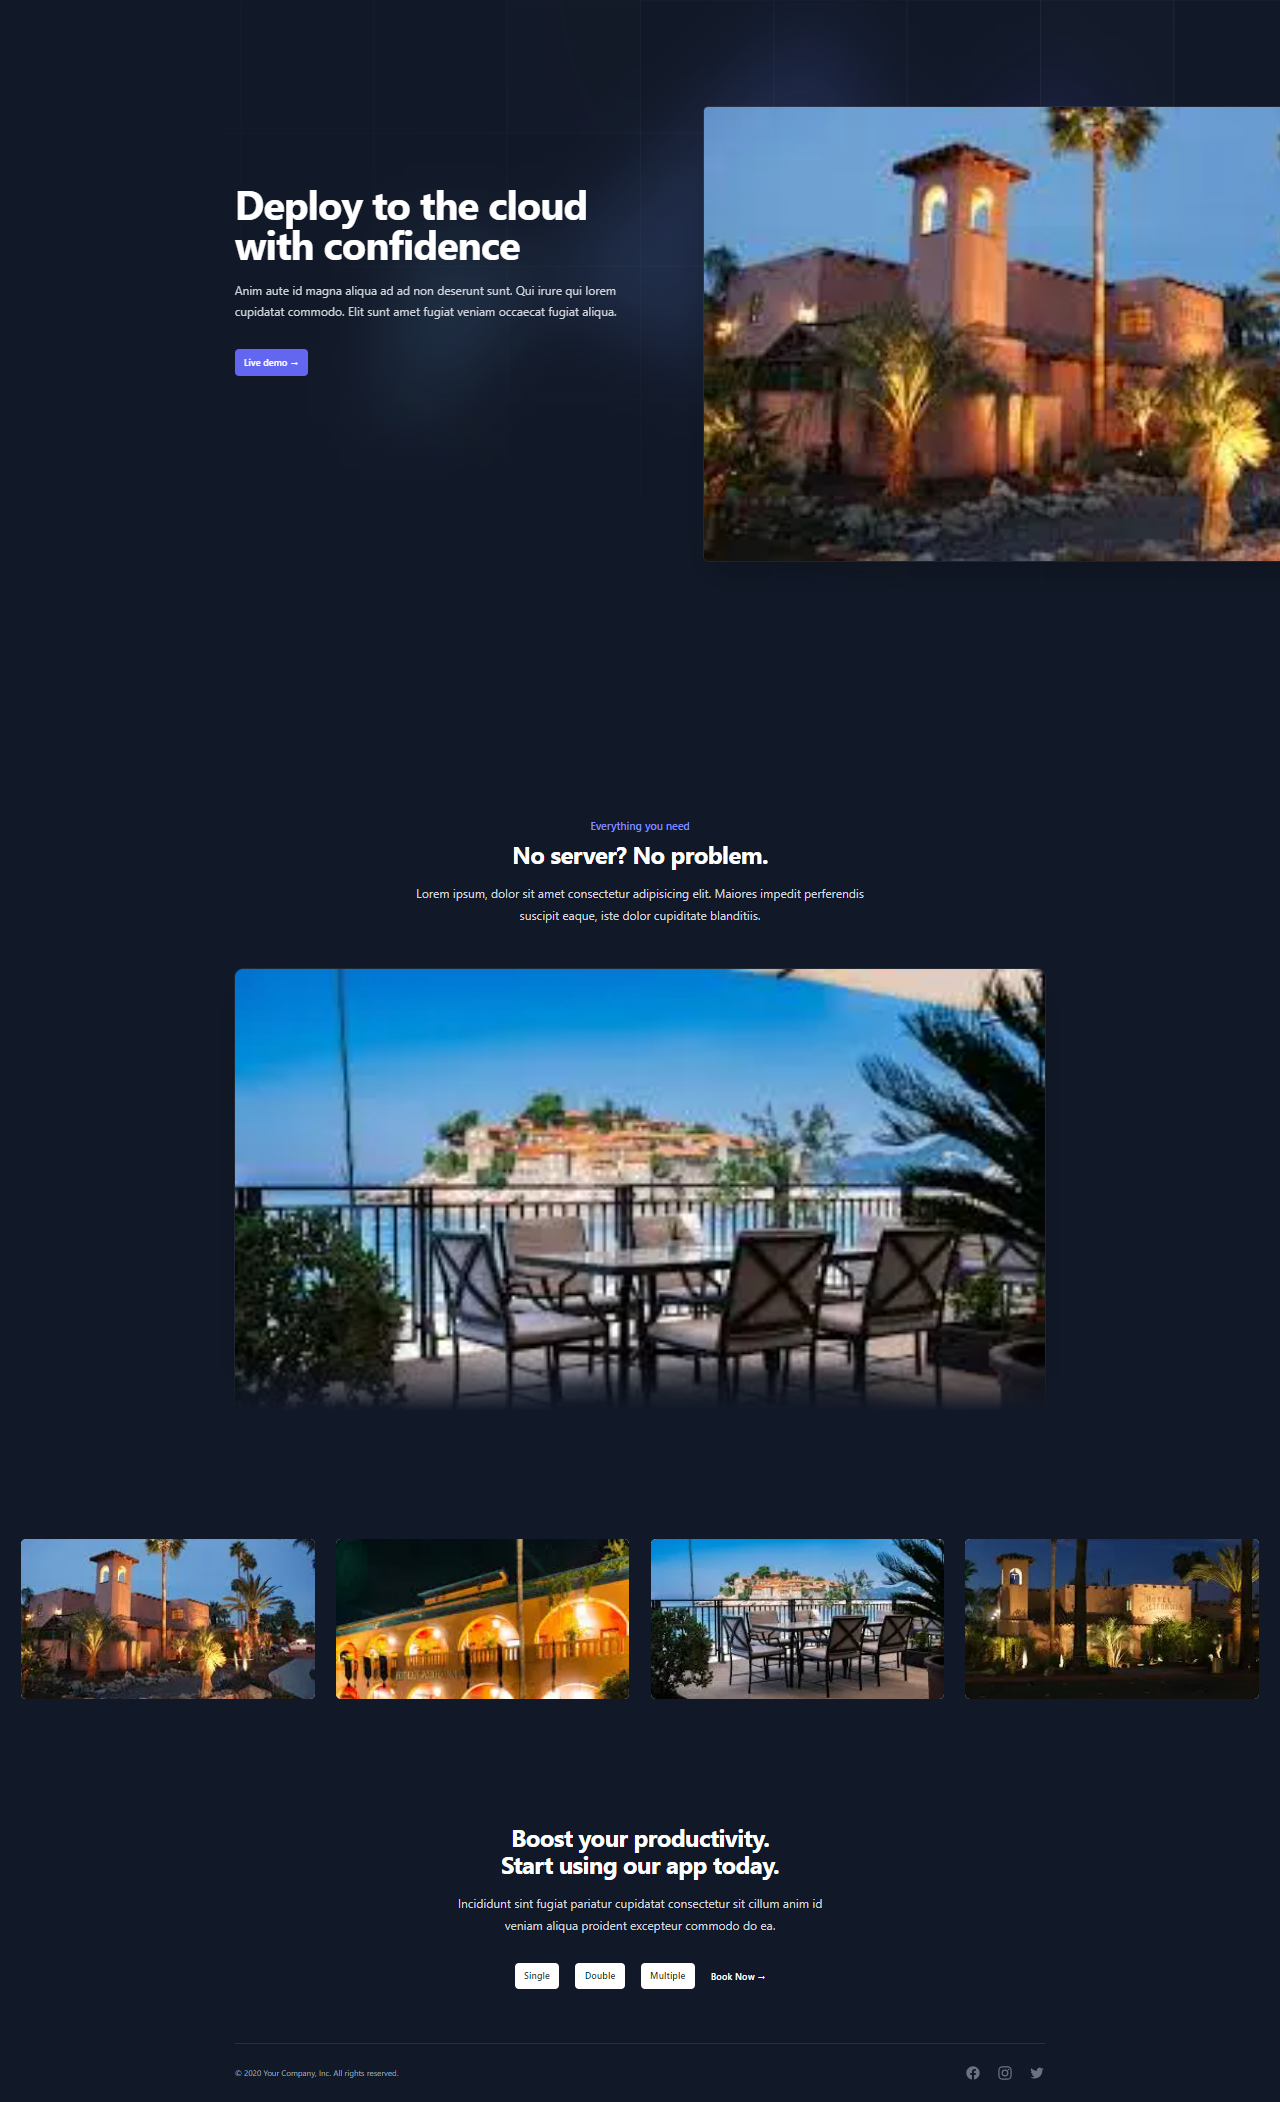 Deploy to the cloud
with confidence
Anim aute id magna aliqua ad ad non deserunt sunt. Qui irure qui lorem
cupidatat commodo. Elit sunt amet fugiat veniam occaecat fugiat aliqua.
Live demo →
Everything you need
No server? No problem.
Lorem ipsum, dolor sit amet consectetur adipisicing elit. Maiores impedit perferendis
suscipit eaque, iste dolor cupiditate blanditiis.
Boost your productivity.
Start using our app today.
Incididunt sint fugiat pariatur cupidatat consectetur sit cillum anim id
veniam aliqua proident excepteur commodo do ea.
Single
Double
Multiple
Book Now →
© 2020 Your Company, Inc. All rights reserved.